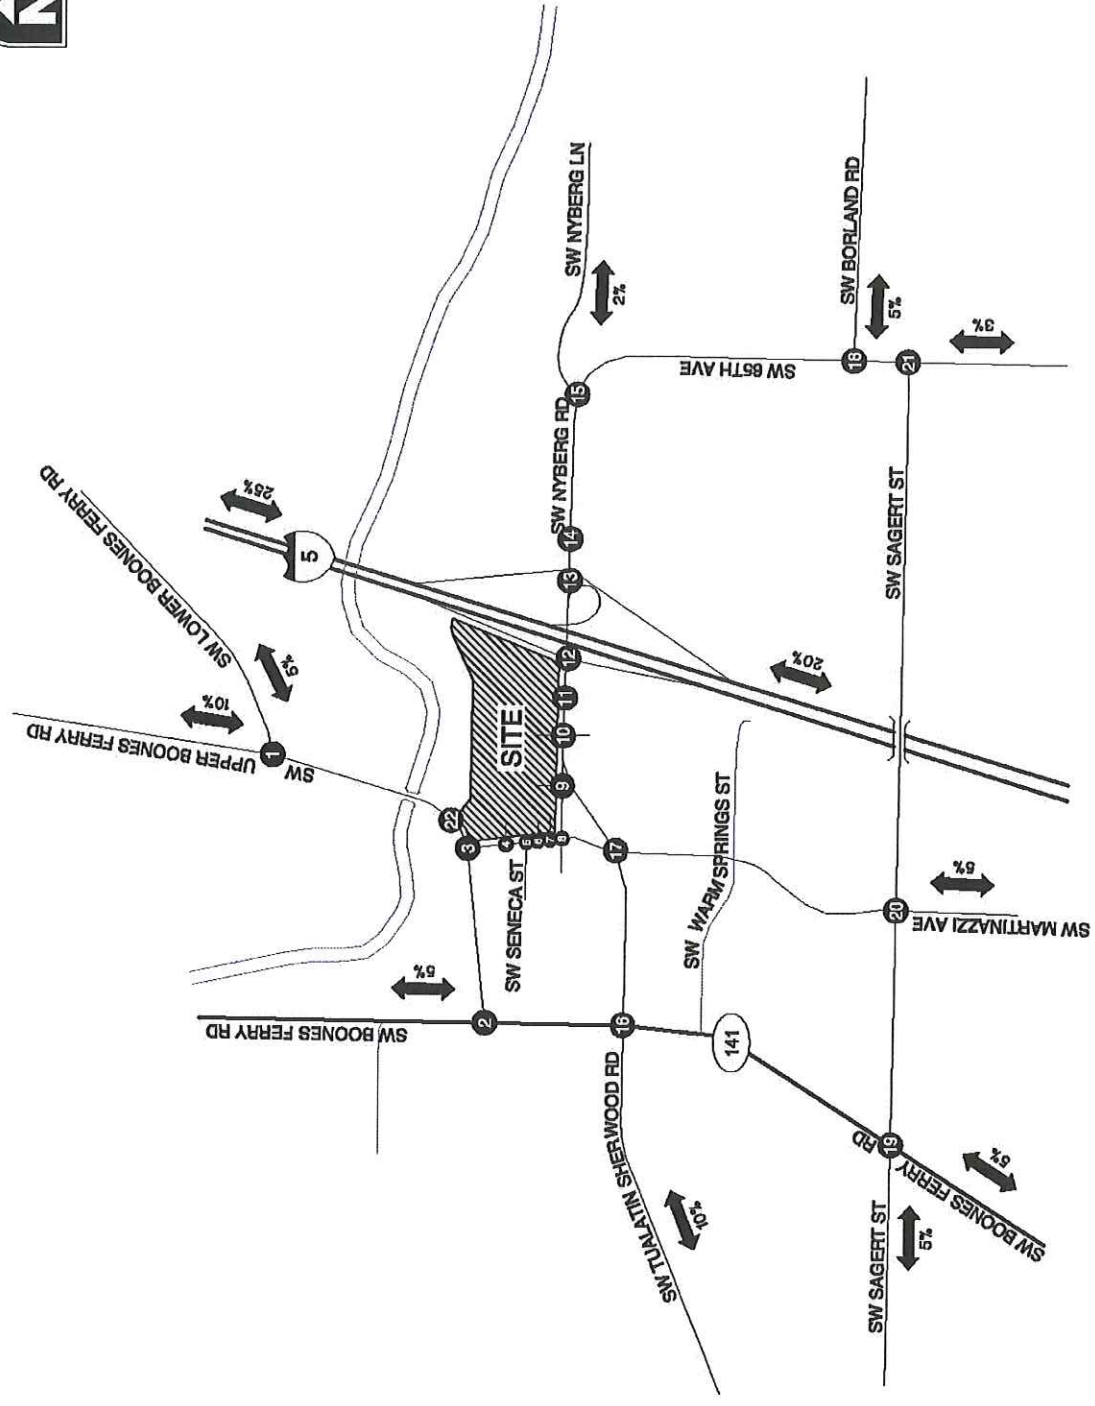 N
SW LOWER BOONES FERRY RD
25%
5
5%
10%
SW
UPPER BOONES FERRY RD
1
SW NYBERG LN
2%
SW BORLAND RD
5%
18
21
3%
SW 65TH AVE
15
SW NYBERG RD
14
13
12
11
10
9
SITE
22
3
4
5
6
7
8
17
SW SENECA ST
20%
SW SAGERT ST
SW WARM SPRINGS ST
5%
20
SW MARTINAZZI AVE
5%
2
SW BOONES FERRY RD
16
141
SW TUALATIN SHERWOOD RD
10%
19
SW BOONES FERRY
RD
5%
SW SAGERT ST
5%